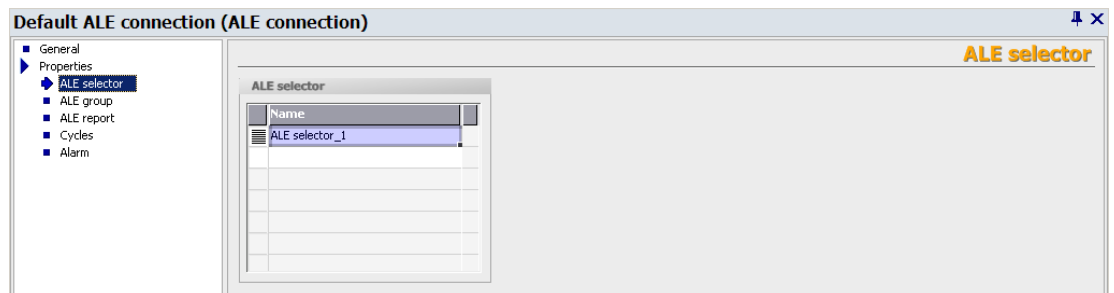 Default ALE connection (ALE connection)
General
Properties
ALE selector
ALE group
ALE report
Cycles
Alarm
ALE selector
ALE selector
Name
ALE selector_1